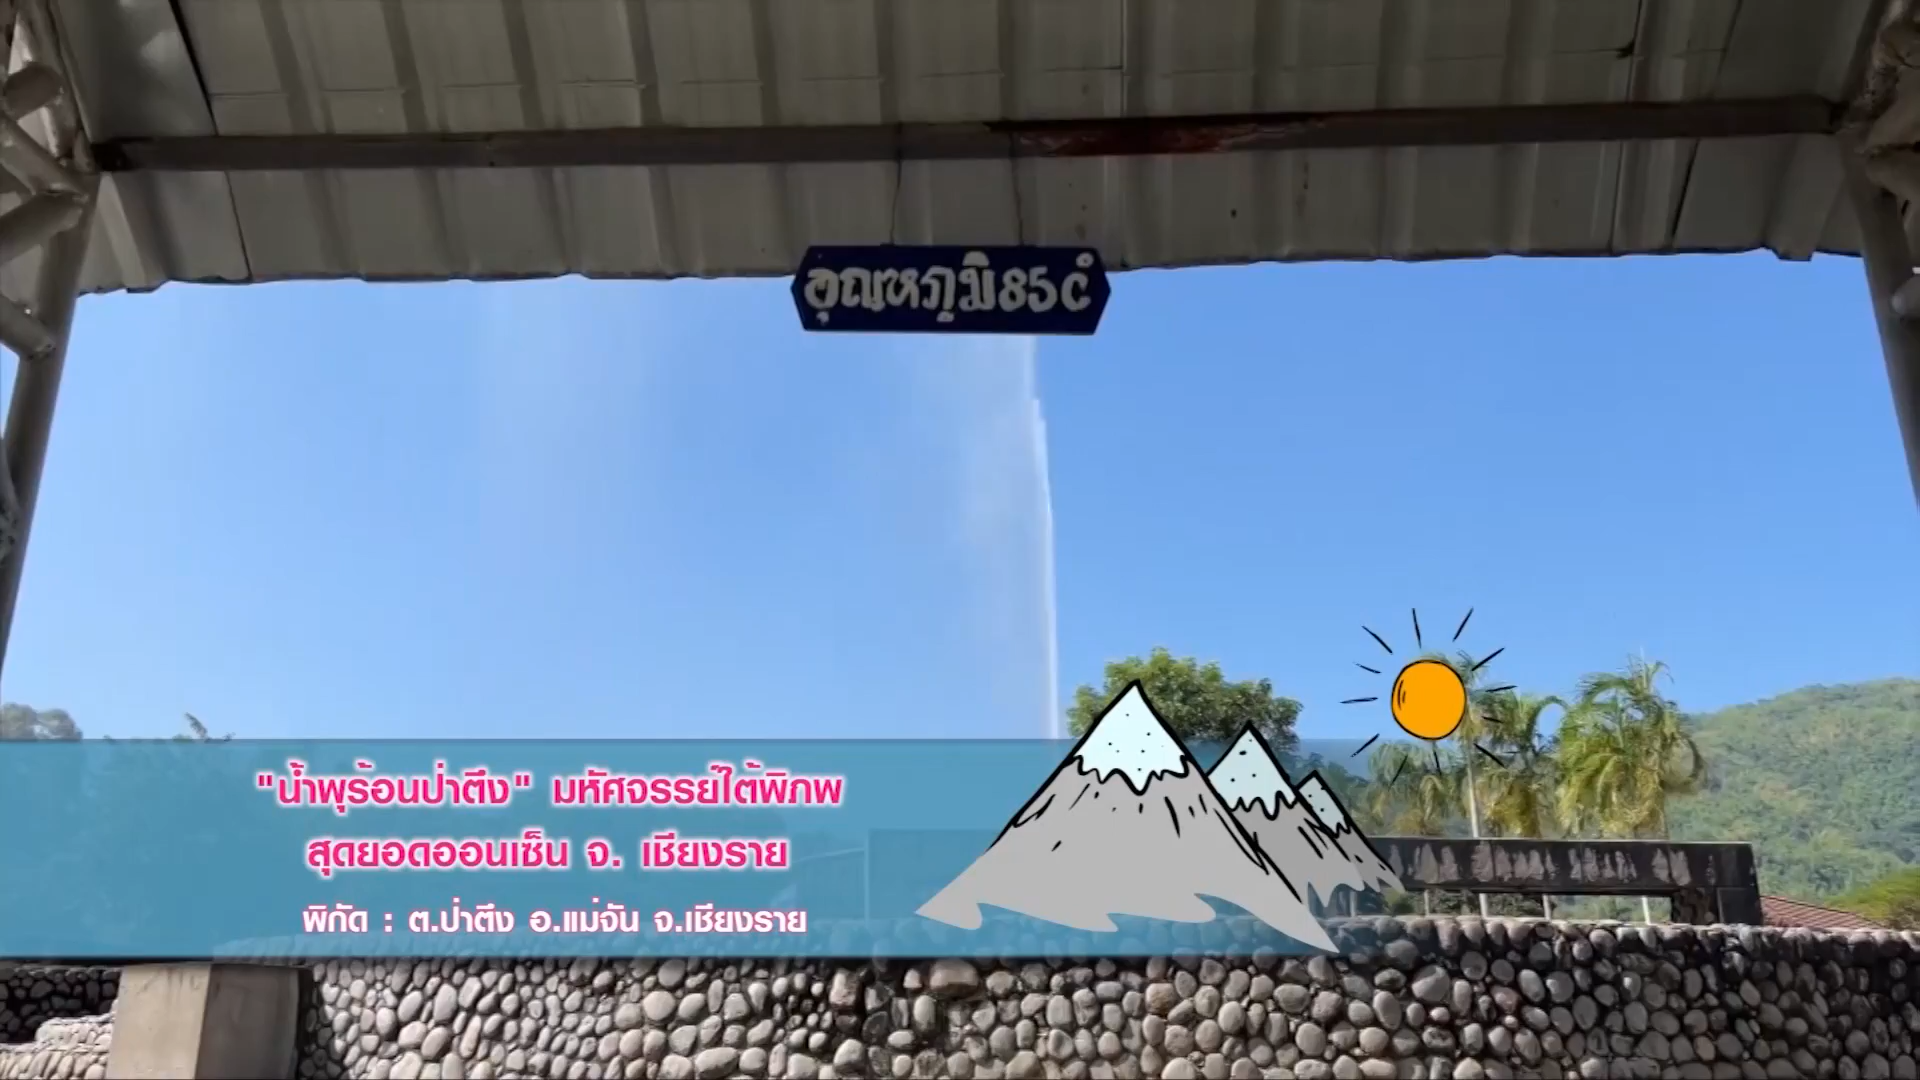 อุณหภูมิ 85 c̊
"น้ำพุร้อนป่าตึง" มหัศจรรย์ใต้พิภพ
สุดยอดออนเซ็น จ. เชียงราย
พิกัด : ต.ป่าตึง อ.แม่จัน จ.เชียงราย